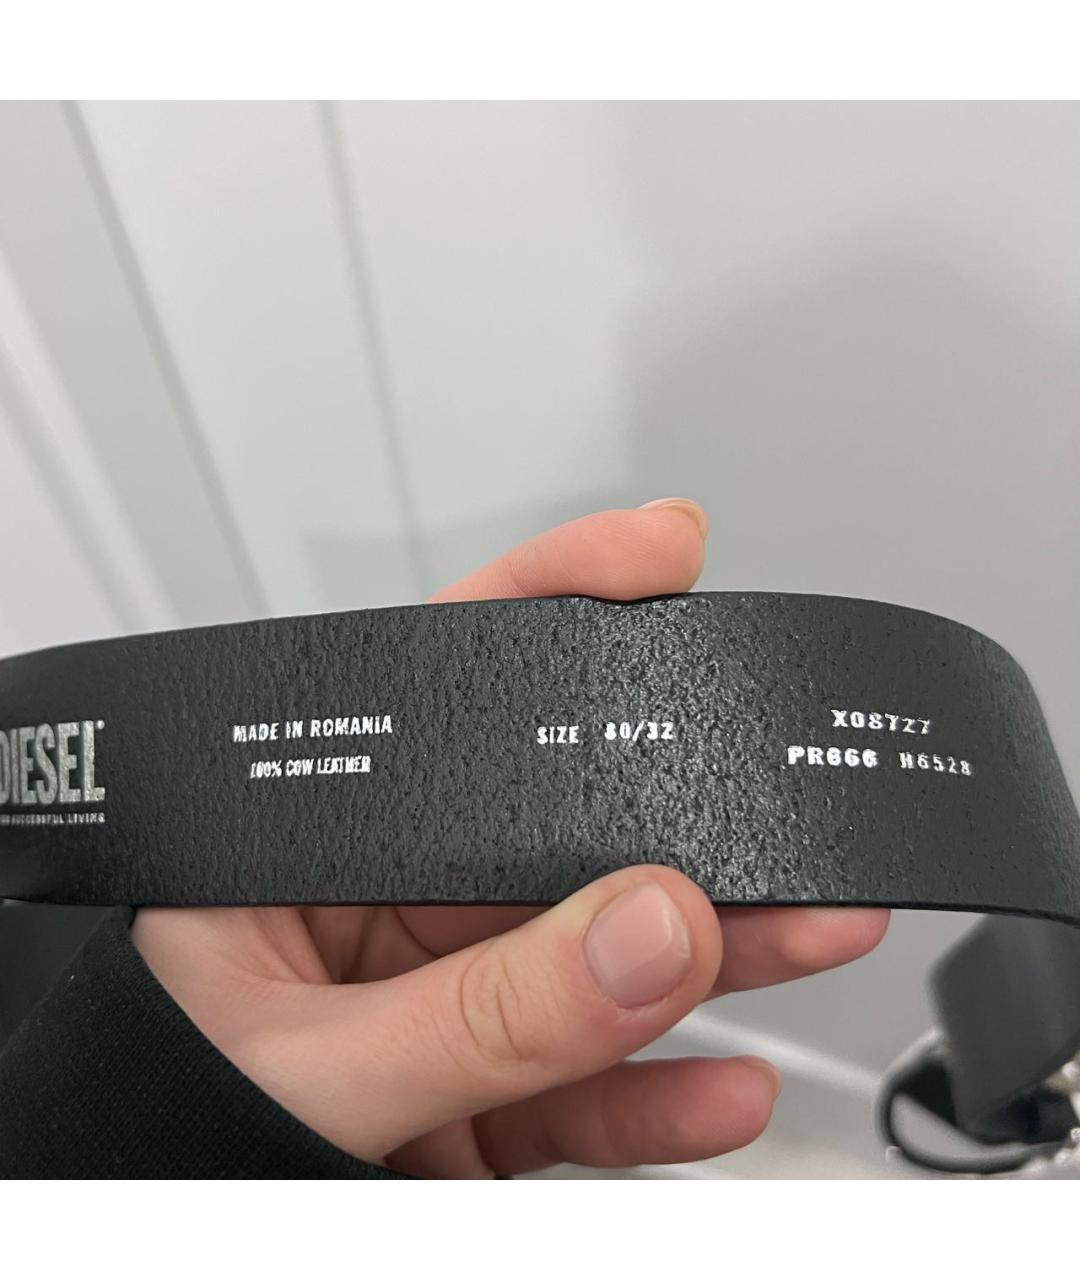 DIESEL
SUCCESSFUL LIVING
MADE IN ROMANIA
100% COW LEATHER
SIZE 80/32
X08727
PR666 H6528